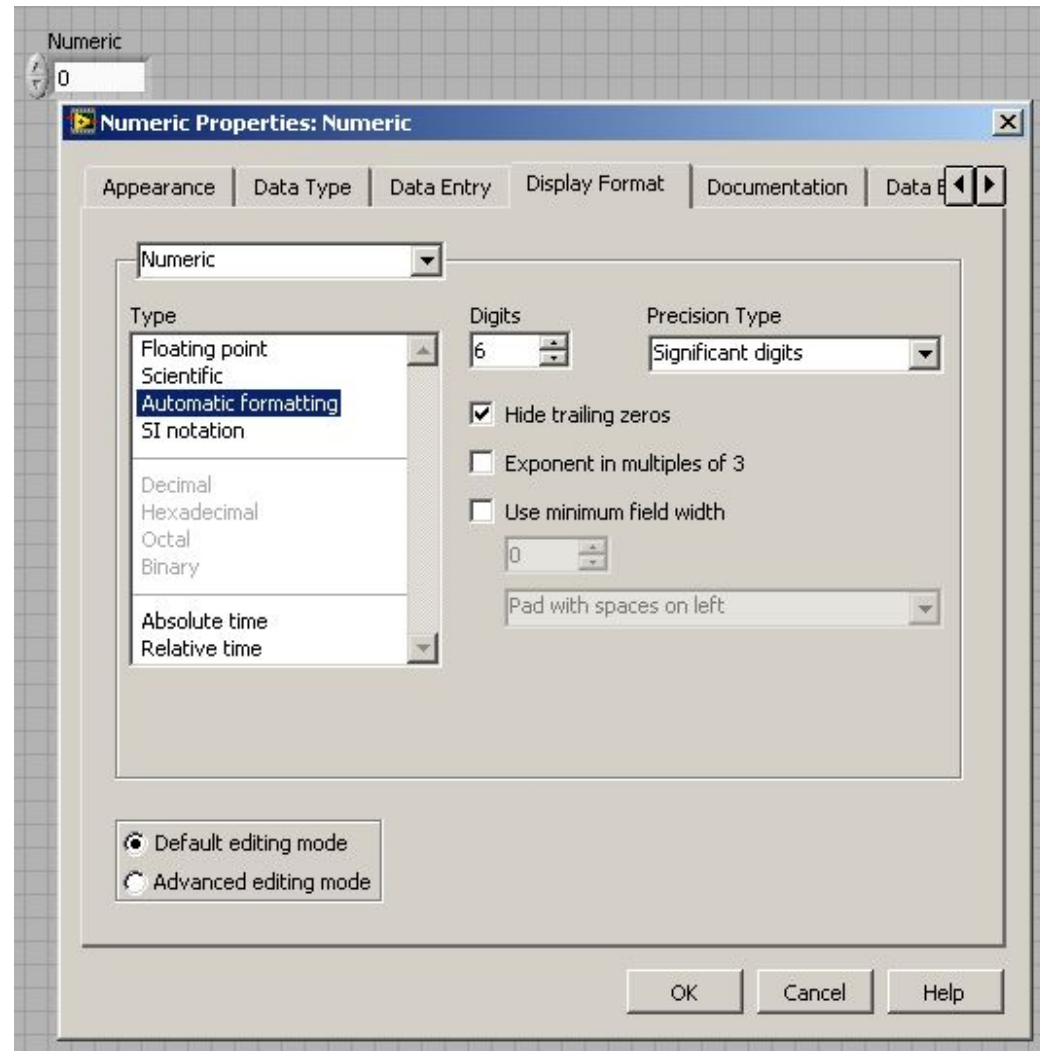 Numeric
0
Numeric Properties: Numeric
Appearance Data Type Data Entry Display Format Documentation Data
Numeric
Type Digits Precision Type
Floating point 6 Significant digits
Scientific
Automatic formatting Hide trailing zeros
SI notation
Exponent in multiples of 3
Decimal
Hexadecimal Use minimum field width
Octal 0
Binary
Pad with spaces on left
Absolute time
Relative time
Default editing mode
Advanced editing mode
OK Cancel Help